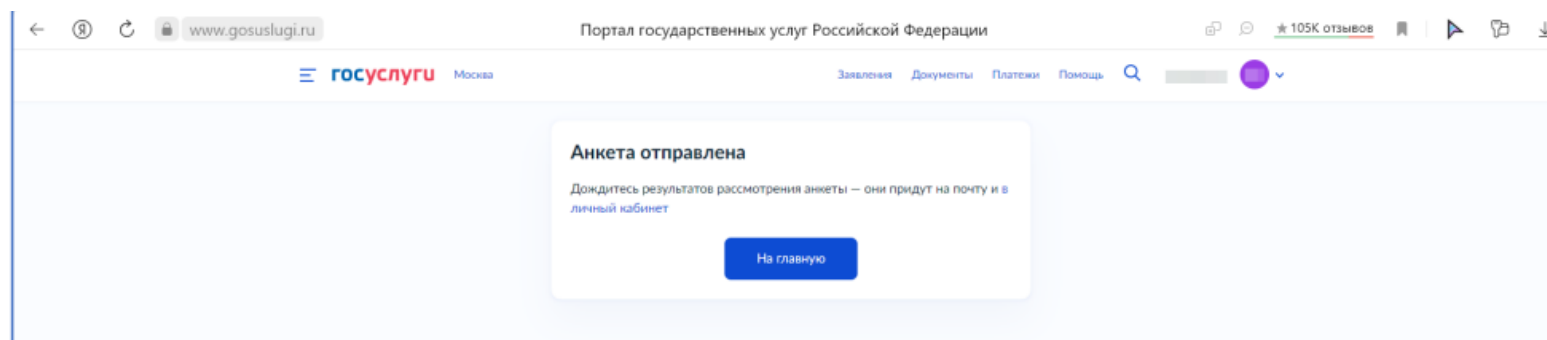 www.gosuslugi.ru Портал государственных услуг Российской Федерации ★ 105К отзывов
госуслуги Москва Заявления Документы Платежи Помощь
Анкета отправлена
Дождитесь результатов рассмотрения анкеты — они придут на почту и в
личный кабинет
На главную